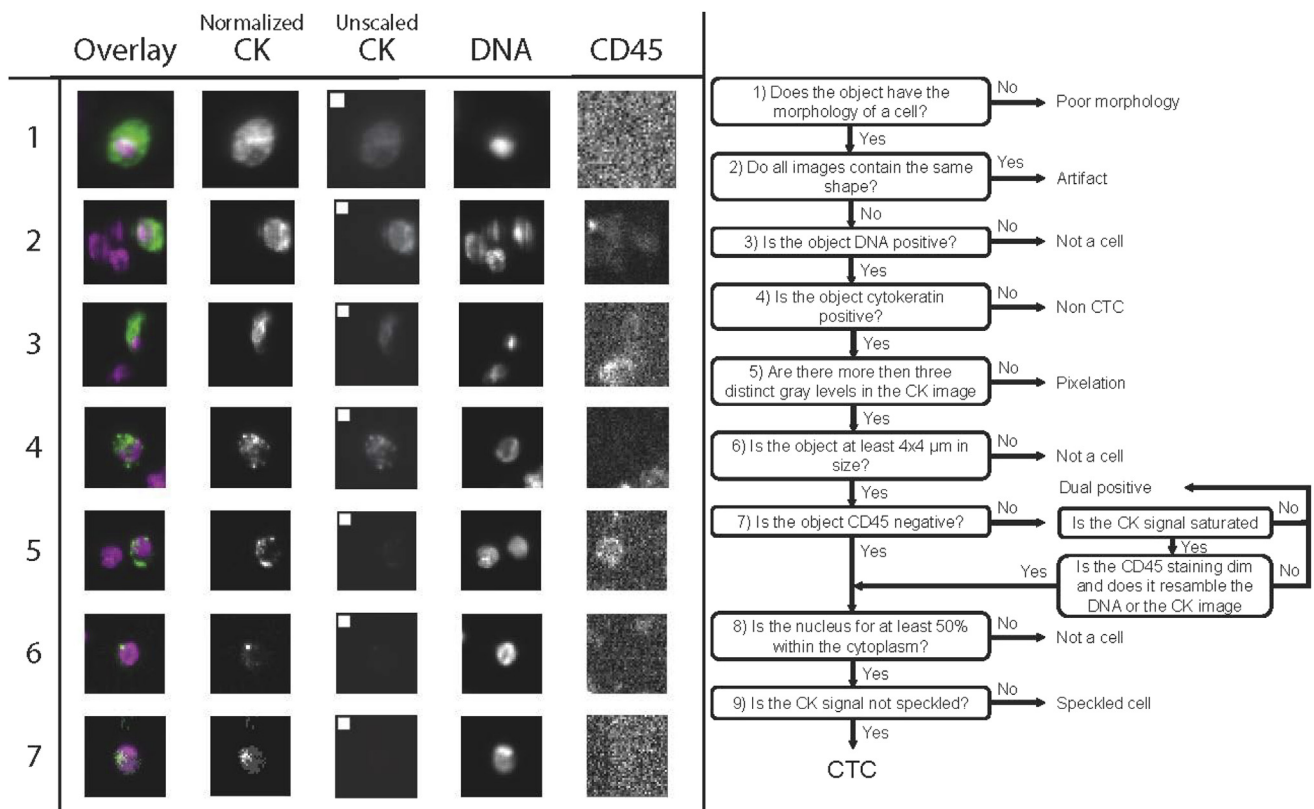 Overlay
Normalized
CK
Unscaled
CK
DNA
CD45
1
2
3
4
5
6
7
1) Does the object have the
morphology of a cell?
No
Poor morphology
Yes
2) Do all images contain the same
shape?
Yes
Artifact
No
3) Is the object DNA positive?
No
Not a cell
Yes
4) Is the object cytokeratin
positive?
No
Non CTC
Yes
5) Are there more then three
distinct gray levels in the CK image
No
Pixelation
Yes
6) Is the object at least 4x4 µm in
size?
No
Not a cell
Yes
Dual positive
7) Is the object CD45 negative?
No
Is the CK signal saturated
No
Yes
Yes
Yes
Is the CD45 staining dim
and does it resamble the
DNA or the CK image
No
8) Is the nucleus for at least 50%
within the cytoplasm?
No
Not a cell
Yes
9) Is the CK signal not speckled?
No
Speckled cell
Yes
CTC